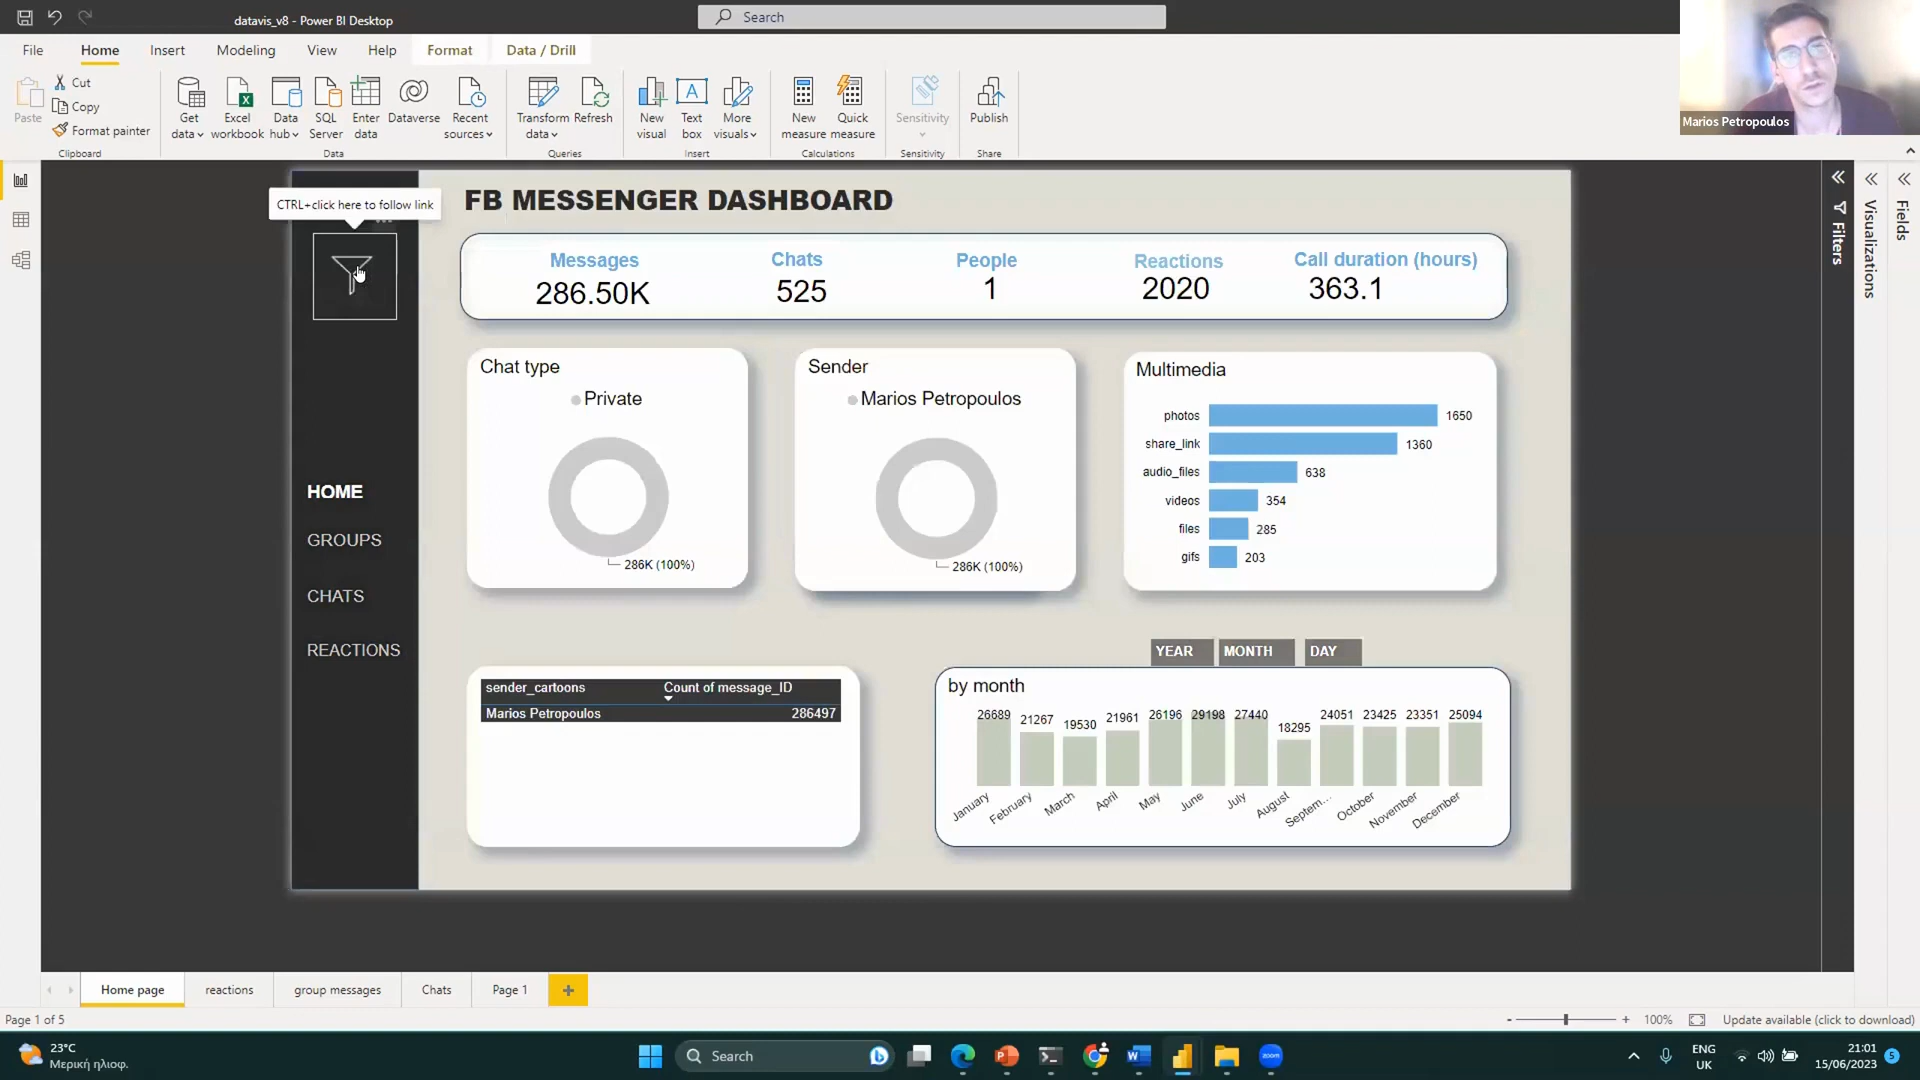 datavis_v8 - Power BI Desktop
Search
File
Home
Insert
Modeling
View
Help
Format
Data / Drill
Paste
Cut
Copy
Format painter
Clipboard
Get data
Excel workbook
Data hub
SQL Server
Enter data
Dataverse
Recent sources
Data
Transform data
Refresh
Queries
New visual
Text box
More visuals
Insert
New measure
Quick measure
Calculations
Sensitivity
Sensitivity
Publish
Share
Marios Petropoulos
CTRL+click here to follow link
FB MESSENGER DASHBOARD
Messages
286.50K
Chats
525
People
1
Reactions
2020
Call duration (hours)
363.1
Filters
Visualizations
Fields
HOME
GROUPS
CHATS
REACTIONS
Chat type
Private
286K (100%)
Sender
Marios Petropoulos
286K (100%)
Multimedia
photos 1650
share_link 1360
audio_files 638
videos 354
files 285
gifs 203
sender_cartoons Count of message_ID
Marios Petropoulos 286497
YEAR MONTH DAY
by month
26689 21267 19530 21961 26196 29198 27440 18295 24051 23425 23351 25094
January February March April May June July August Septem... October November December
Home page
reactions
group messages
Chats
Page 1
+
Page 1 of 5
- + 100%
Update available (click to download)
23°C
Μερική ηλιοφ.
Search
zoom
ENG
UK
21:01
15/06/2023
5